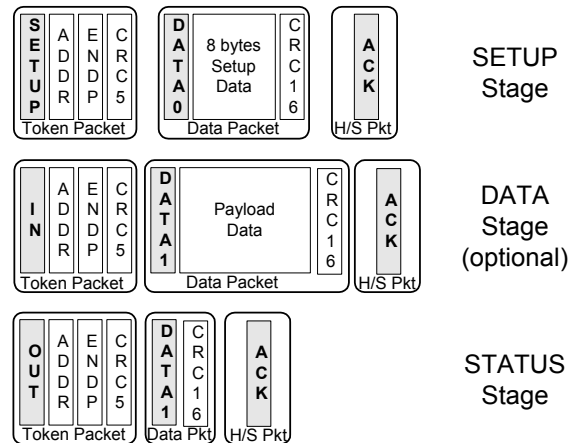 SETUP ADDR ENDP CRC5
Token Packet
DATA0 8 bytes Setup Data CRC16
Data Packet
ACK
H/S Pkt
SETUP
Stage
IN ADDR ENDP CRC5
Token Packet
DATA1 Payload Data CRC16
Data Packet
ACK
H/S Pkt
DATA
Stage
(optional)
OUT ADDR ENDP CRC5
Token Packet
DATA1 CRC16
Data Pkt
ACK
H/S Pkt
STATUS
Stage